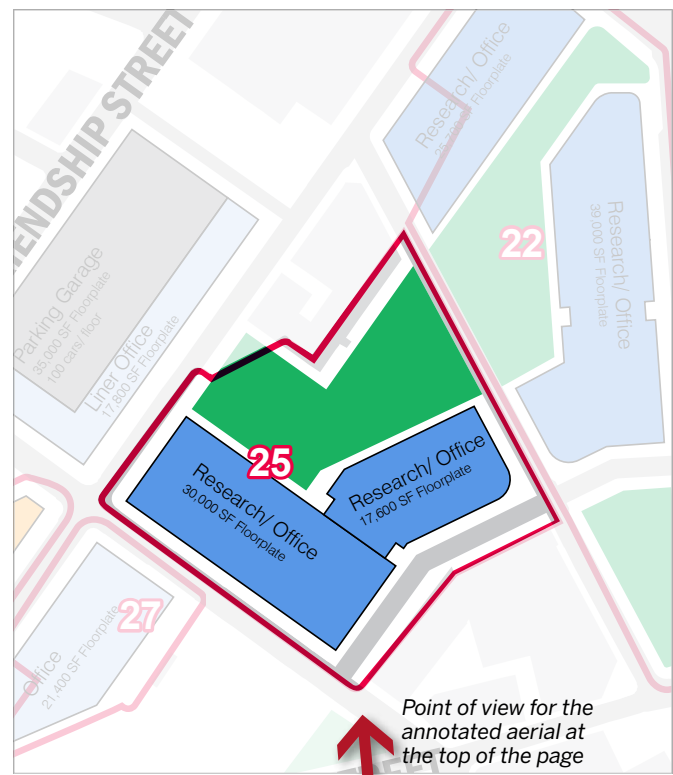 ENDSHIP STREET
Research/ Office
Floorplate
22
Research/ Office
39,000 SF Floorplate
Parking Garage
35,000 SF Floorplate
100 cars/ floor
Liner Office
17,800 SF Floorplate
25
Research/ Office
30,000 SF Floorplate
Research/ Office
17,600 SF Floorplate
27
Office
21,400 SF Floorplate
Point of view for the
annotated aerial at
the top of the page